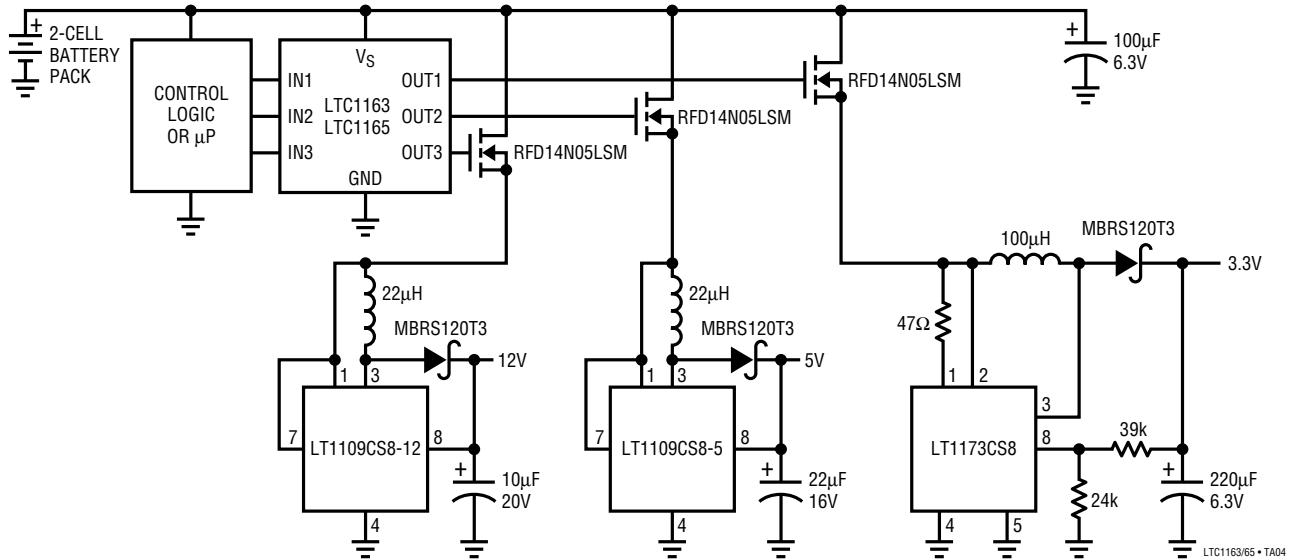 + 2-CELL
BATTERY
PACK
CONTROL
LOGIC
OR µP
IN1
IN2
IN3
VS
LTC1163
LTC1165
GND
OUT1
OUT2
OUT3
RFD14N05LSM
RFD14N05LSM
RFD14N05LSM
+
100µF
6.3V
22µH
MBRS120T3
12V
1
3
7
LT1109CS8-12
8
4
+
10µF
20V
22µH
MBRS120T3
5V
1
3
7
LT1109CS8-5
8
4
+
22µF
16V
100µH
MBRS120T3
3.3V
47Ω
1
2
3
LT1173CS8
8
39k
24k
4
5
+
220µF
6.3V
LTC1163/65 • TA04